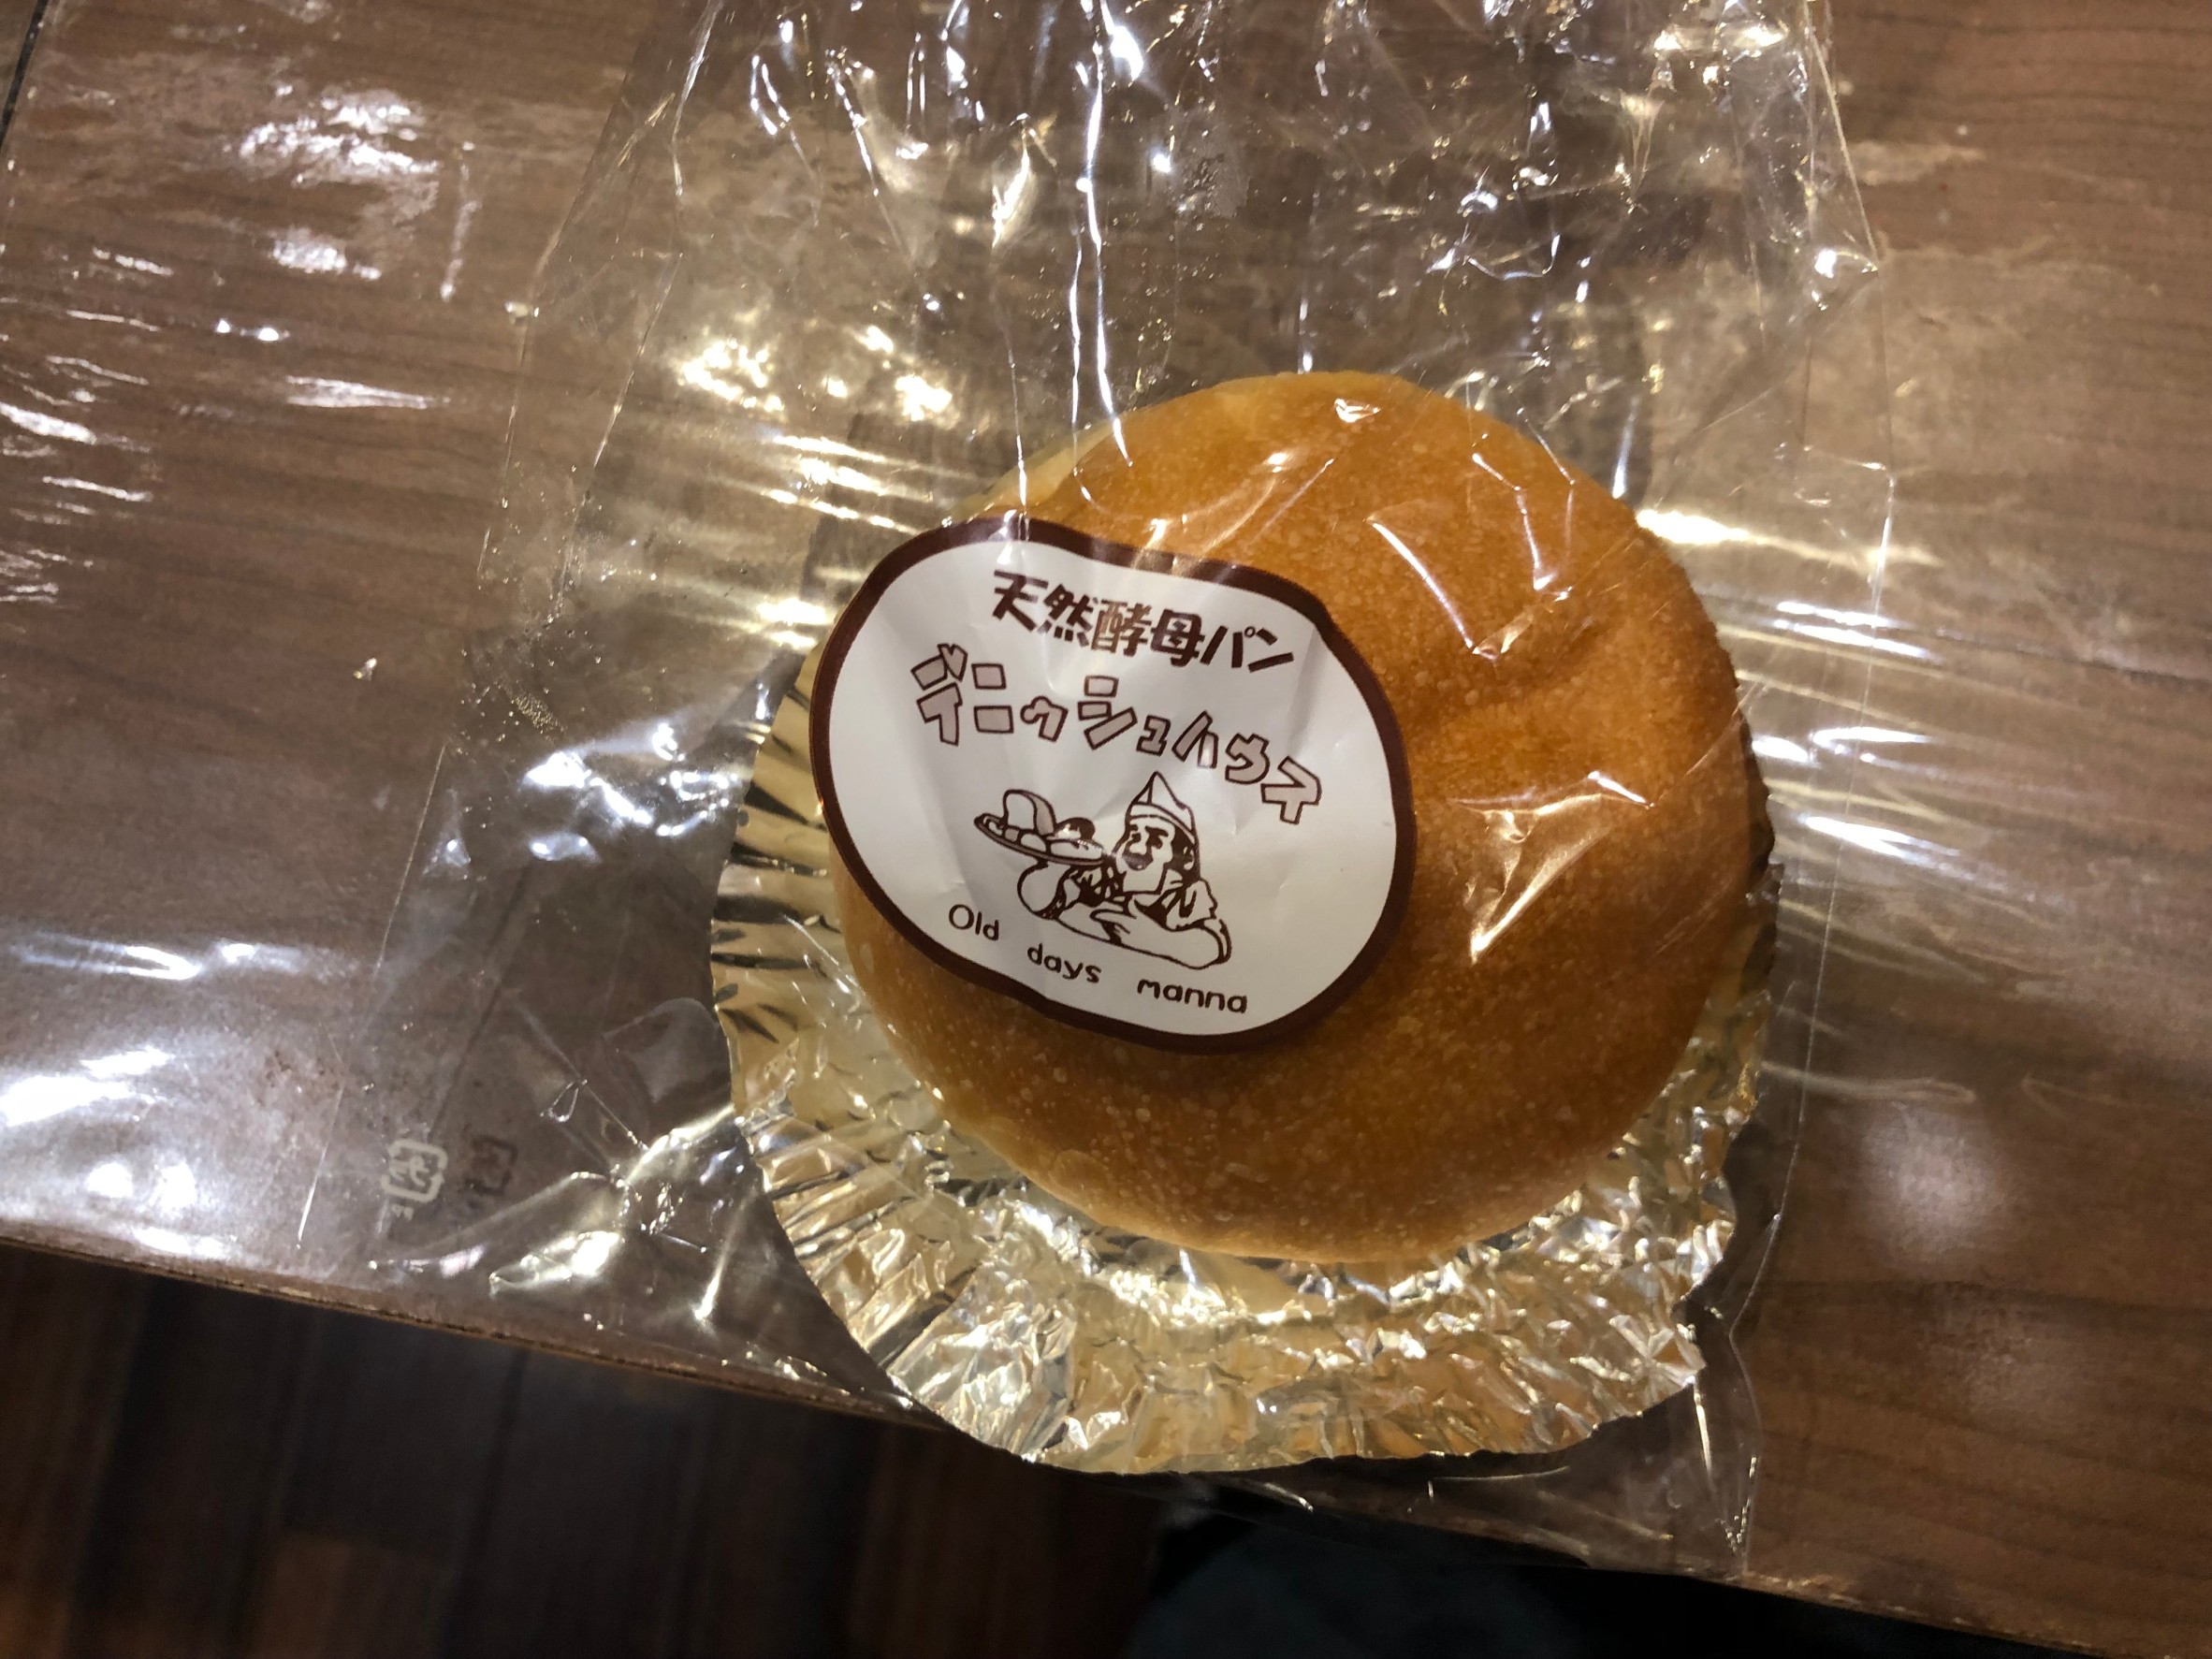 天然酵母パン
デニッシュハウス
Old days manna